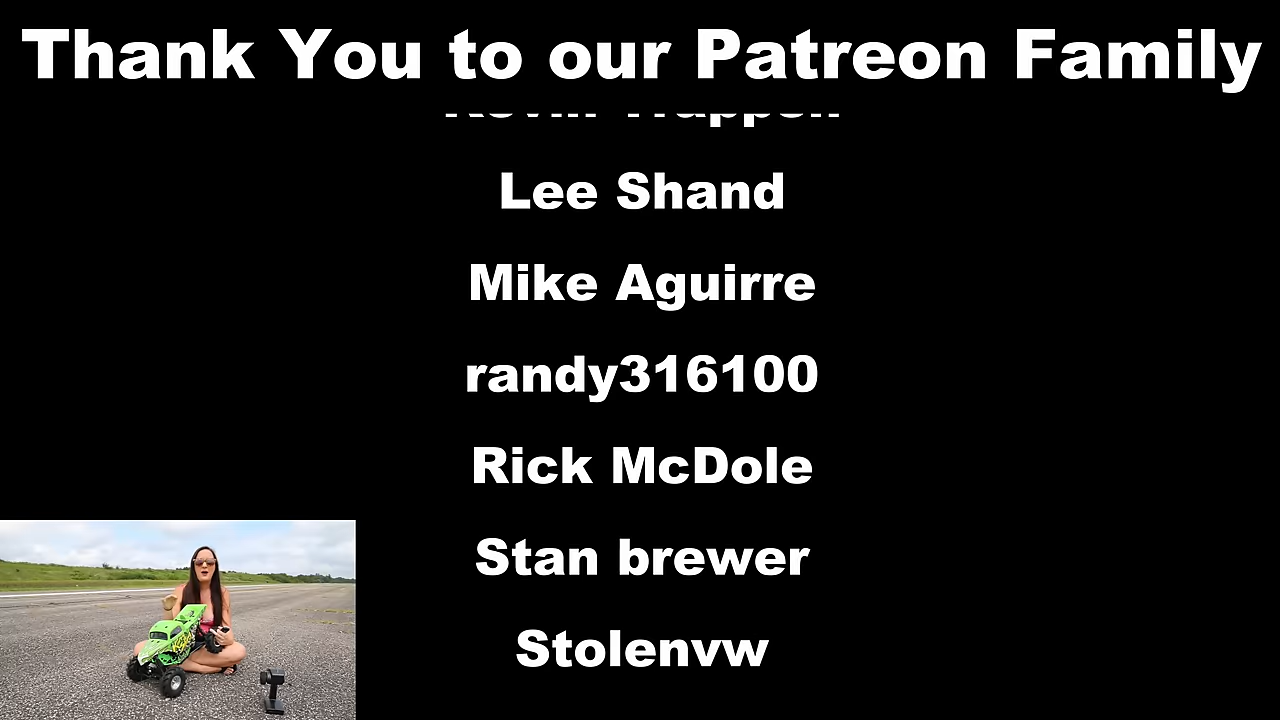 Thank You to our Patreon Family
Lee Shand
Mike Aguirre
randy316100
Rick McDole
Stan brewer
Stolenvw